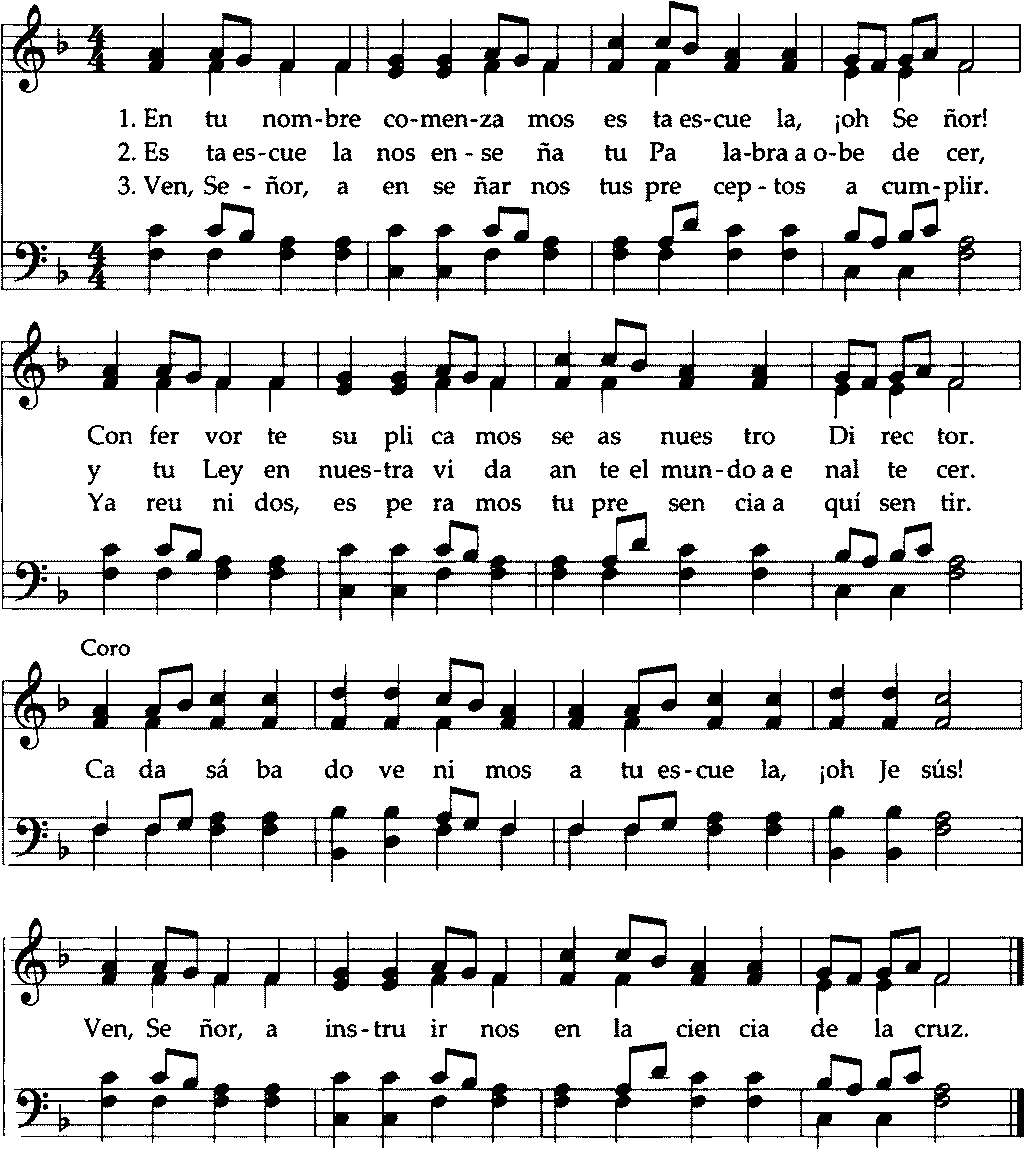 1. En tu nom-bre co-men-za mos es ta es-cue la, ¡oh Se ñor!
2. Es ta es-cue la nos en-se ña tu Pa la-bra a o-be de cer,
3. Ven, Se-ñor, a en se ñar nos tus pre cep-tos a cum-plir.
Con fer vor te su pli ca mos se as nues tro Di rec tor.
y tu Ley en nues-tra vi da an te el mun-do a e nal te cer.
Ya reu ni dos, es pe ra mos tu pre sen cia a quí sen tir.
Coro
Ca da sá ba do ve ni mos a tu es-cue la, ¡oh Je sús!
Ven, Se ñor, a ins-tru ir nos en la cien cia de la cruz.